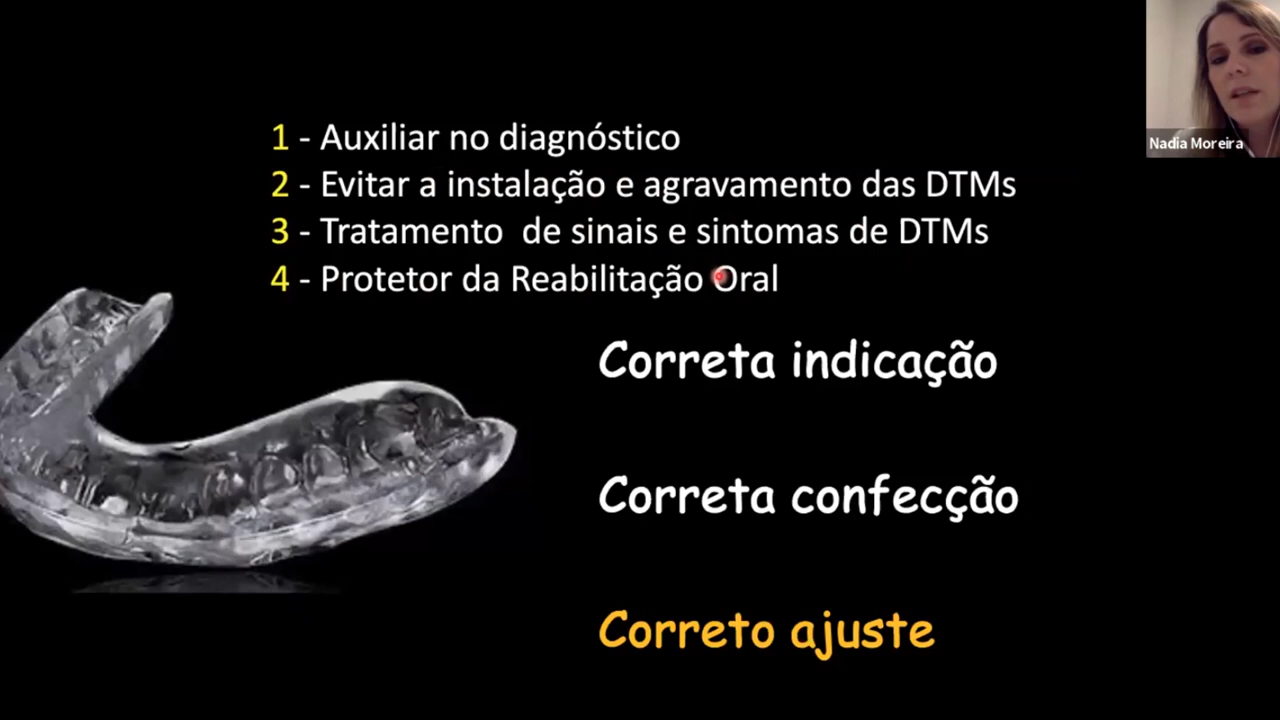 1 - Auxiliar no diagnóstico
2 - Evitar a instalação e agravamento das DTMs
3 - Tratamento  de sinais e sintomas de DTMs
4 - Protetor da Reabilitação Oral
Nadia Moreira
Correta indicação
Correta confecção
Correto ajuste